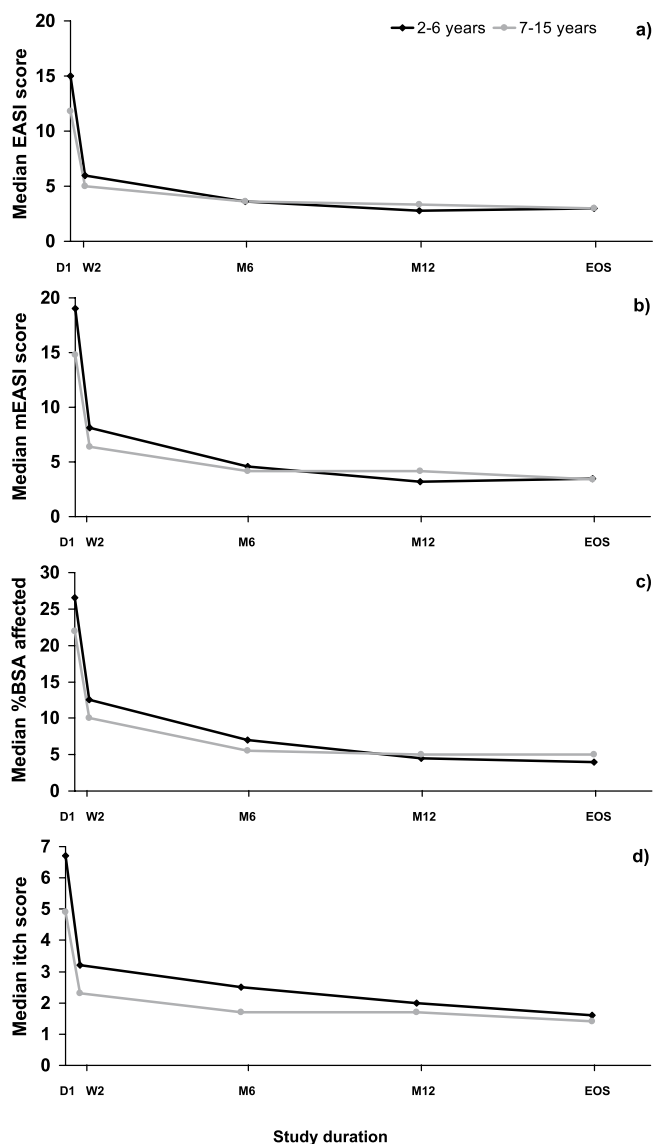 20
2-6 years 7-15 years
a)
15
10
5
0
Median EASI score
D1 W2 M6 M12 EOS
20
b)
15
10
5
0
Median mEASI score
D1 W2 M6 M12 EOS
30
c)
25
20
15
10
5
0
Median %BSA affected
D1 W2 M6 M12 EOS
7
d)
6
5
4
3
2
1
0
Median itch score
D1 W2 M6 M12 EOS
Study duration